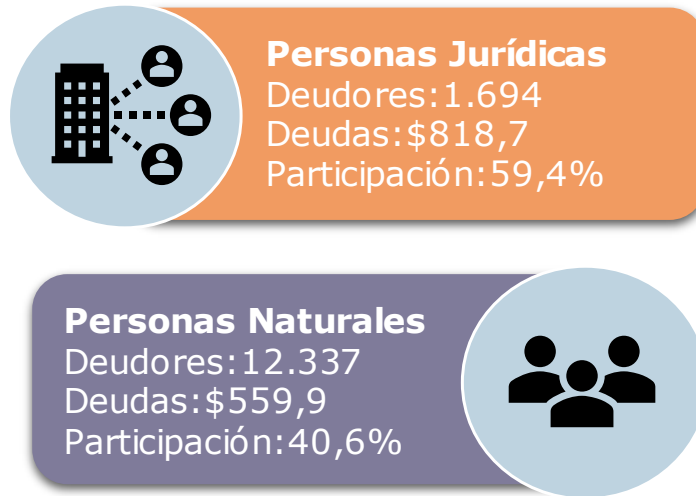 Personas Jurídicas
Deudores:1.694
Deudas:$818,7
Participación:59,4%
Personas Naturales
Deudores:12.337
Deudas:$559,9
Participación:40,6%